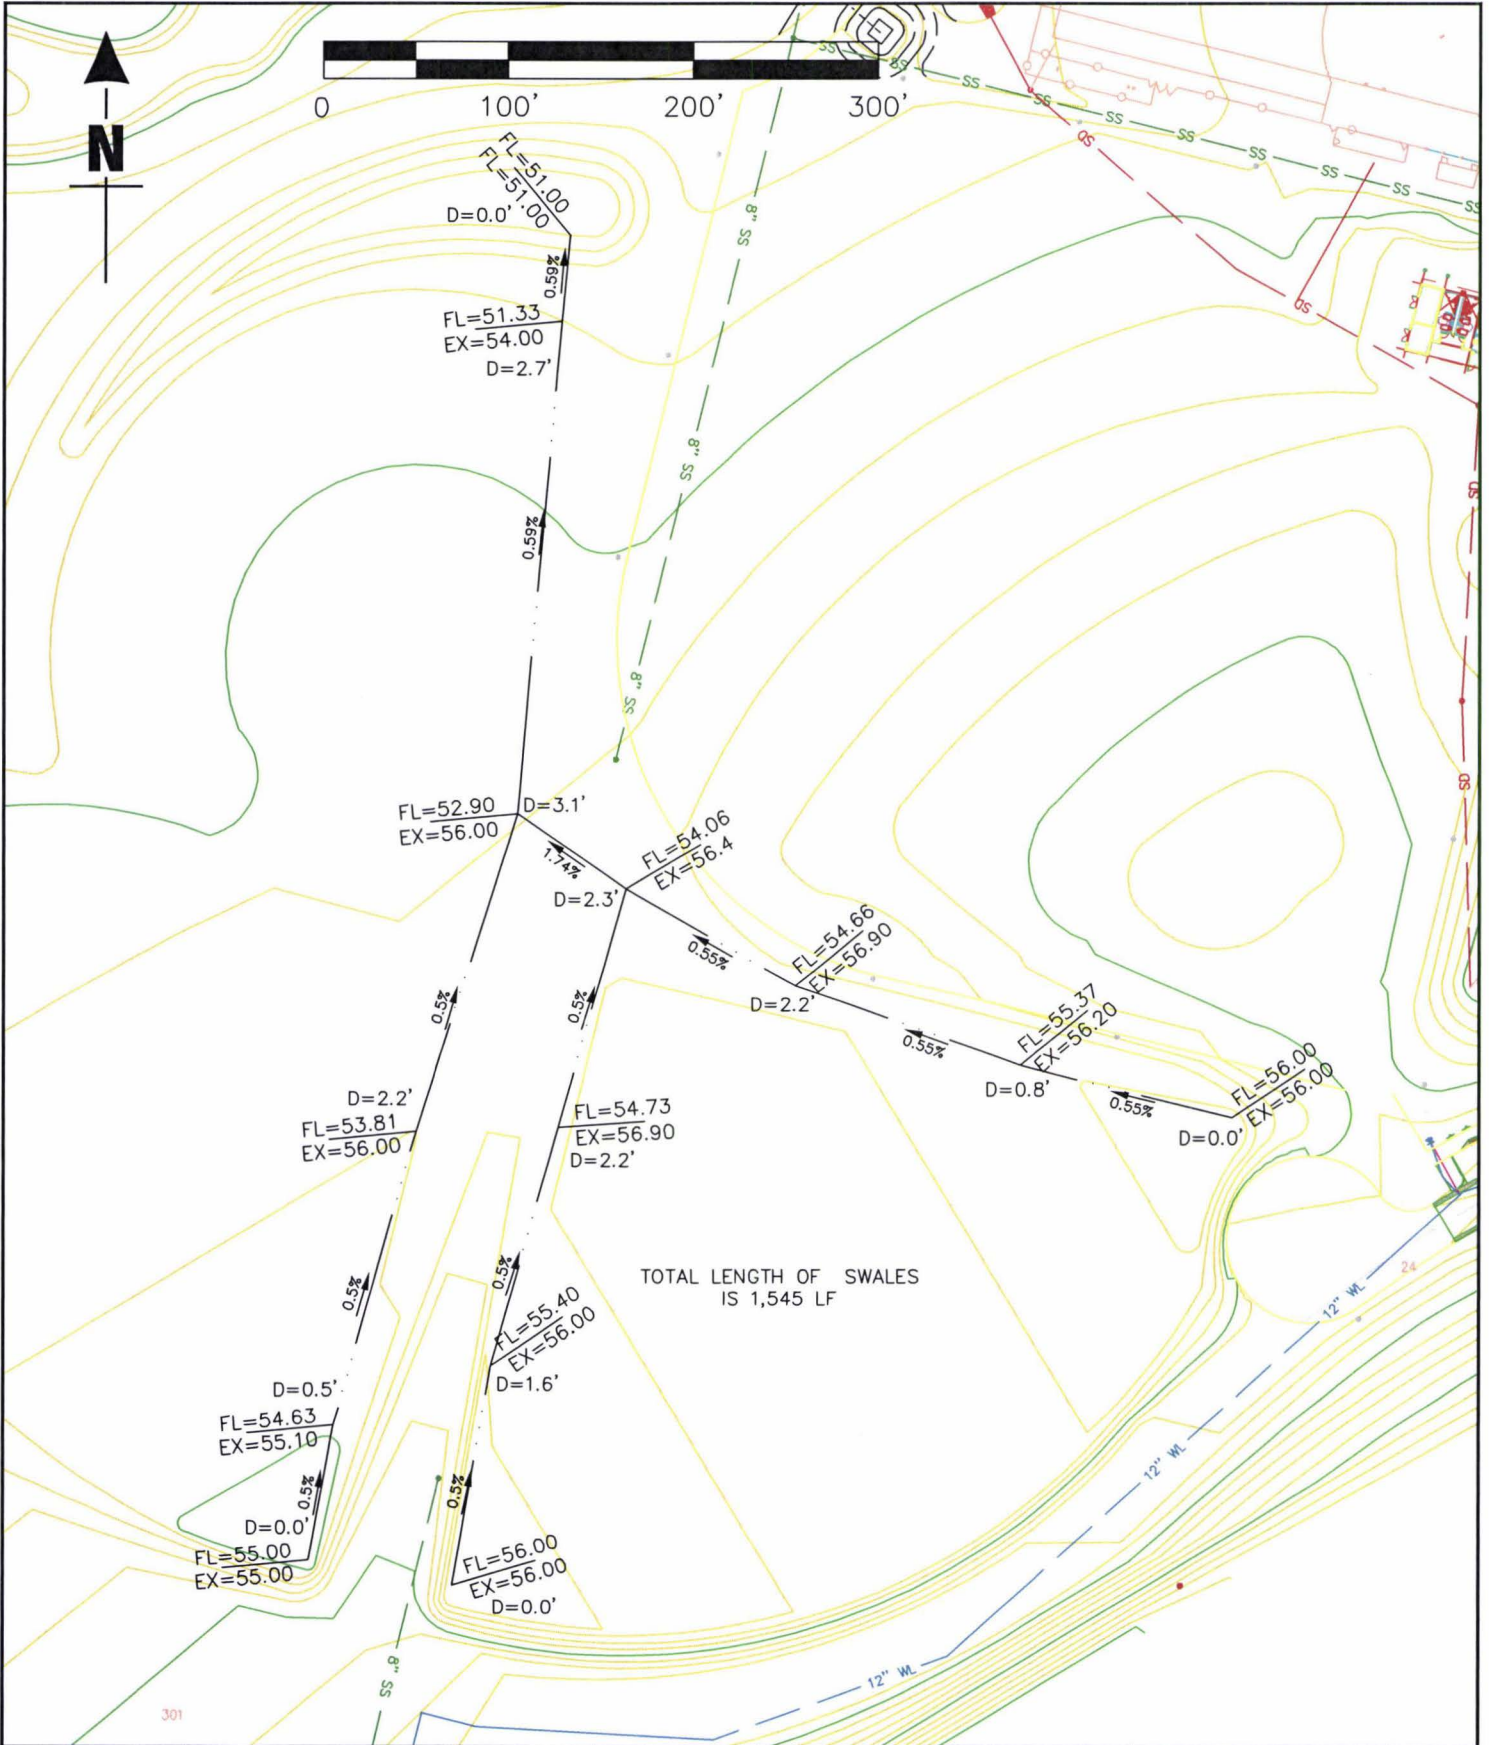 N
0 100' 200' 300'
SS
SS
SS
SS
SS
SS
SS
SS
SS
SS
SD
SD
FL=51.00
FL=51.00
D=0.0'
8" SS
0.59%
FL=51.33
EX=54.00
D=2.7'
8" SS
SD
0.59%
8" SS
SD
FL=52.90
EX=56.00
D=3.1'
1.74%
FL=54.06
EX=56.4
D=2.3'
0.55%
FL=54.66
EX=56.90
D=2.2'
0.5%
0.5%
0.55%
FL=55.37
EX=56.20
D=0.8'
0.55%
FL=56.00
EX=56.00
D=0.0'
D=2.2'
FL=53.81
EX=56.00
FL=54.73
EX=56.90
D=2.2'
0.5%
0.5%
TOTAL LENGTH OF SWALES
IS 1,545 LF
24
12" WL
FL=55.40
EX=56.00
D=1.6'
D=0.5'
FL=54.63
EX=55.10
0.5%
0.5%
12" WL
D=0.0'
FL=55.00
EX=55.00
FL=56.00
EX=56.00
D=0.0'
8" SS
12" WL
301